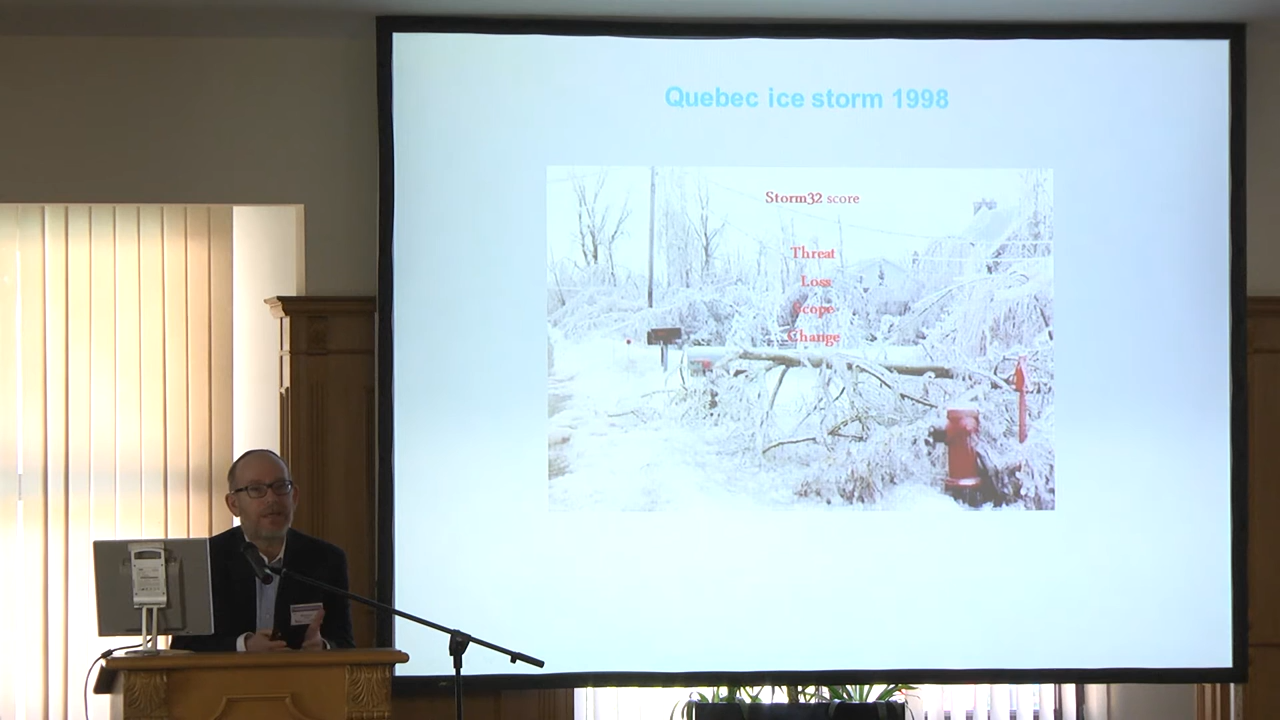 Quebec ice storm 1998
Storm32 score
Threat
Loss
Scope
Change